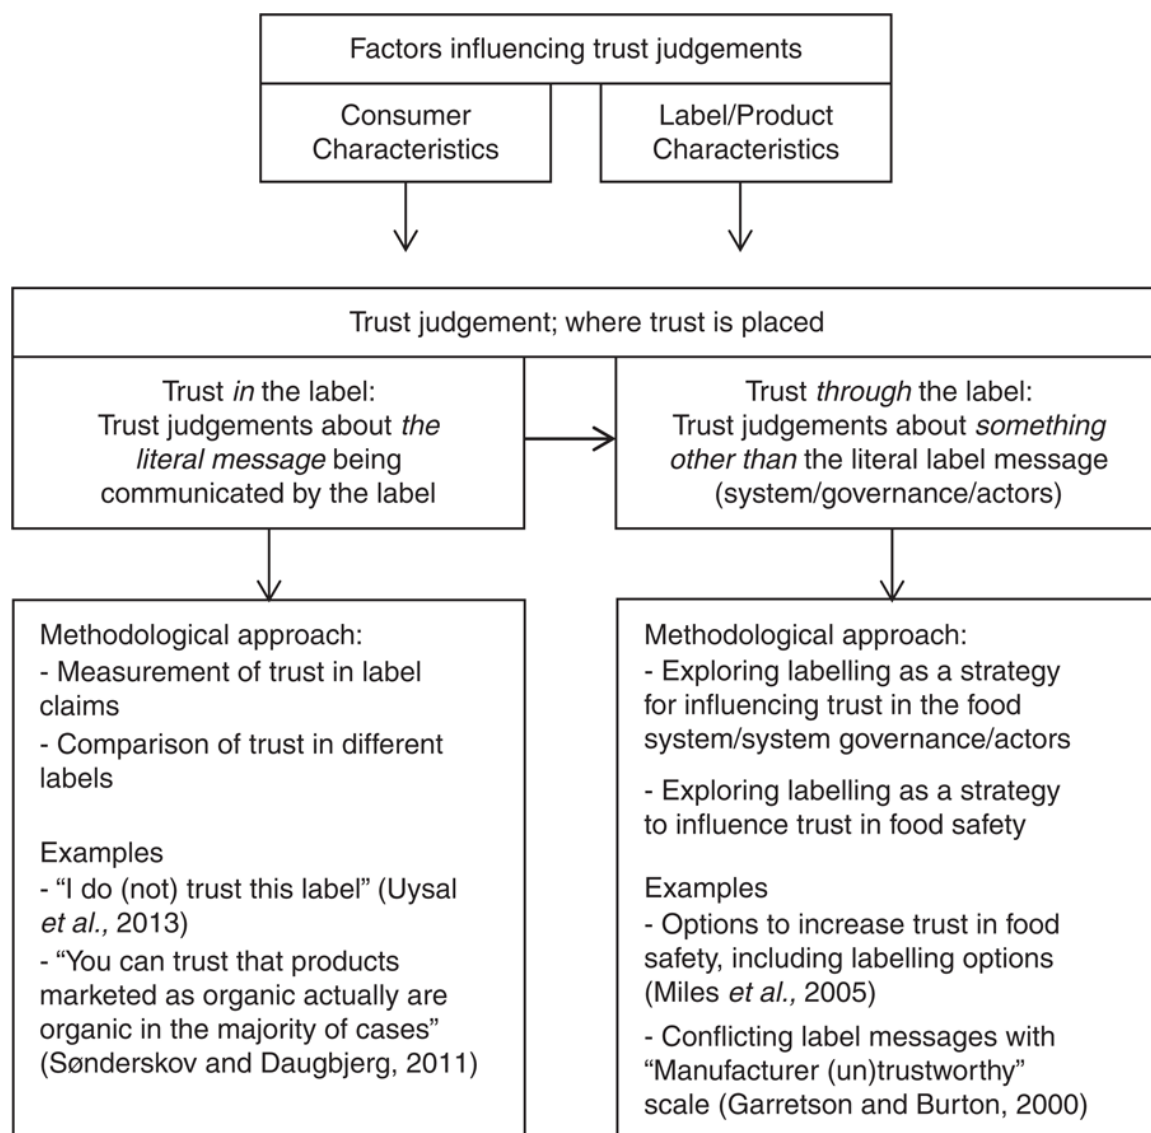 Factors influencing trust judgements
Consumer
Characteristics
Label/Product
Characteristics
Trust judgement; where trust is placed
Trust in the label:
Trust judgements about the
literal message being
communicated by the label
Trust through the label:
Trust judgements about something
other than the literal label message
(system/governance/actors)
Methodological approach:
- Measurement of trust in label
claims
- Comparison of trust in different
labels
Examples
- “I do (not) trust this label” (Uysal
et al., 2013)
- “You can trust that products
marketed as organic actually are
organic in the majority of cases”
(Sønderskov and Daugbjerg, 2011)
Methodological approach:
- Exploring labelling as a strategy
for influencing trust in the food
system/system governance/actors
- Exploring labelling as a strategy
to influence trust in food safety
Examples
- Options to increase trust in food
safety, including labelling options
(Miles et al., 2005)
- Conflicting label messages with
“Manufacturer (un)trustworthy”
scale (Garretson and Burton, 2000)